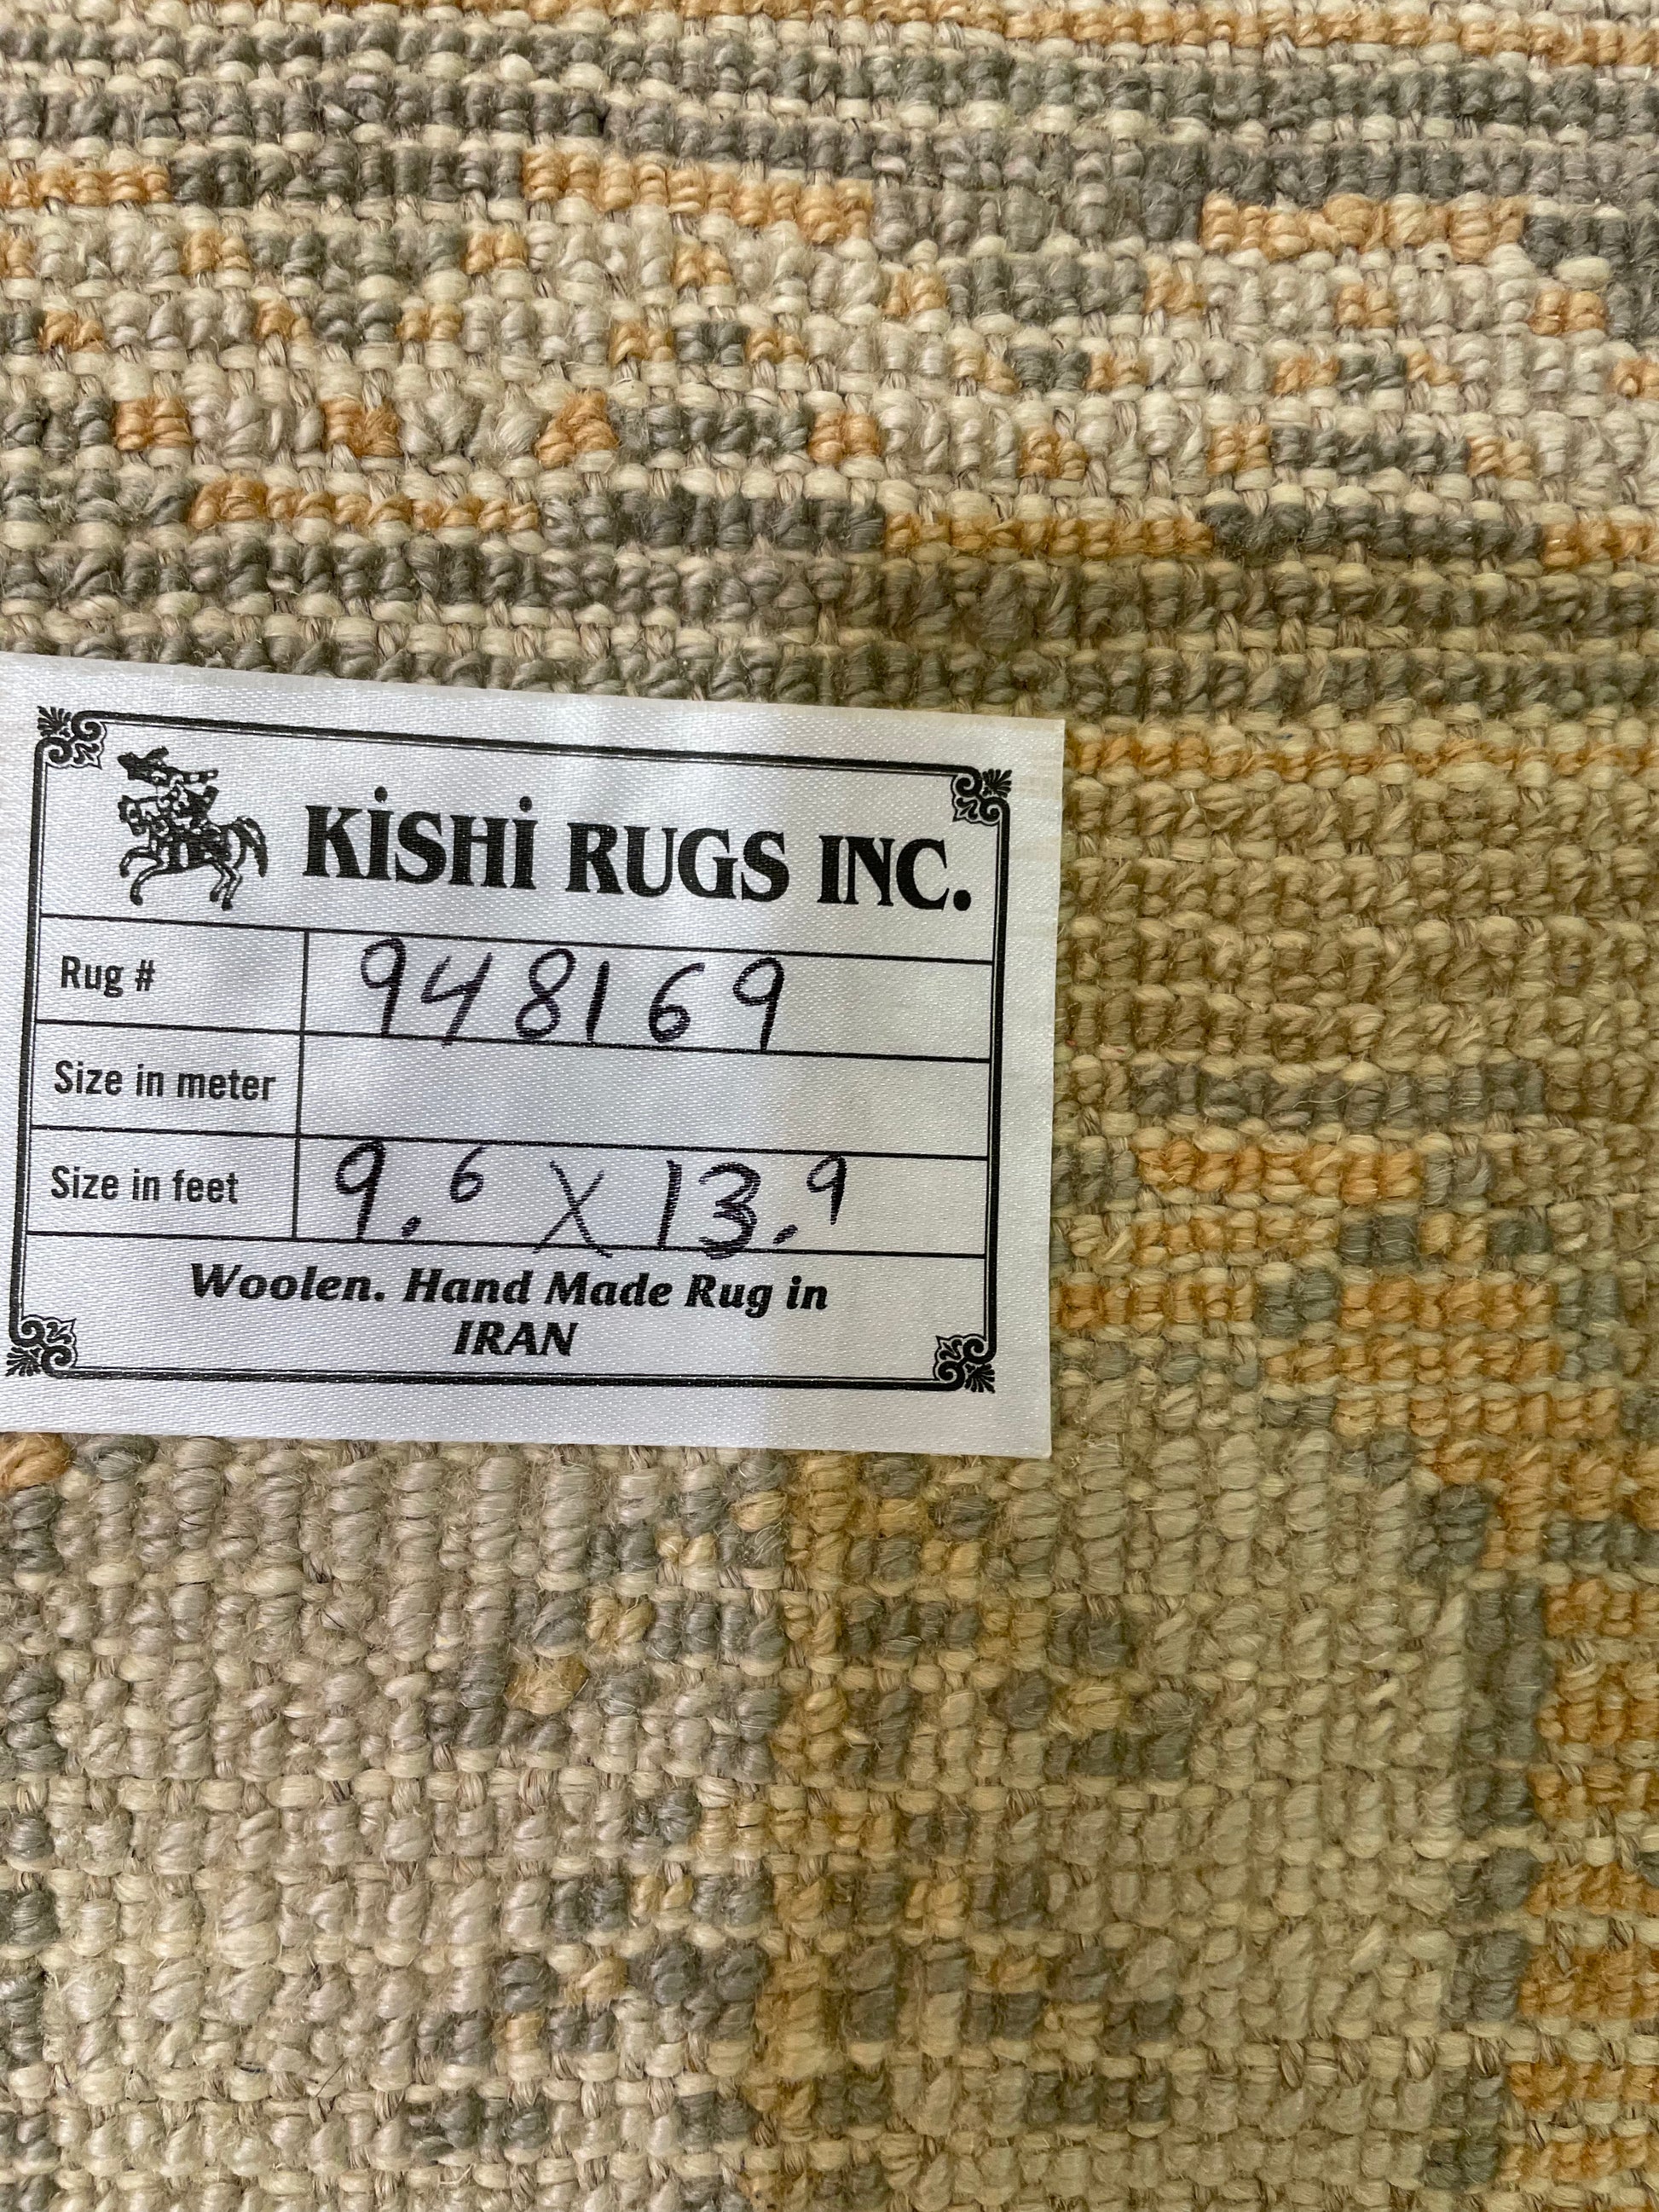 KiSHi RUGS INC.
Rug # 948169
Size in meter
Size in feet 9.6 X 13.9
Woolen. Hand Made Rug in
IRAN